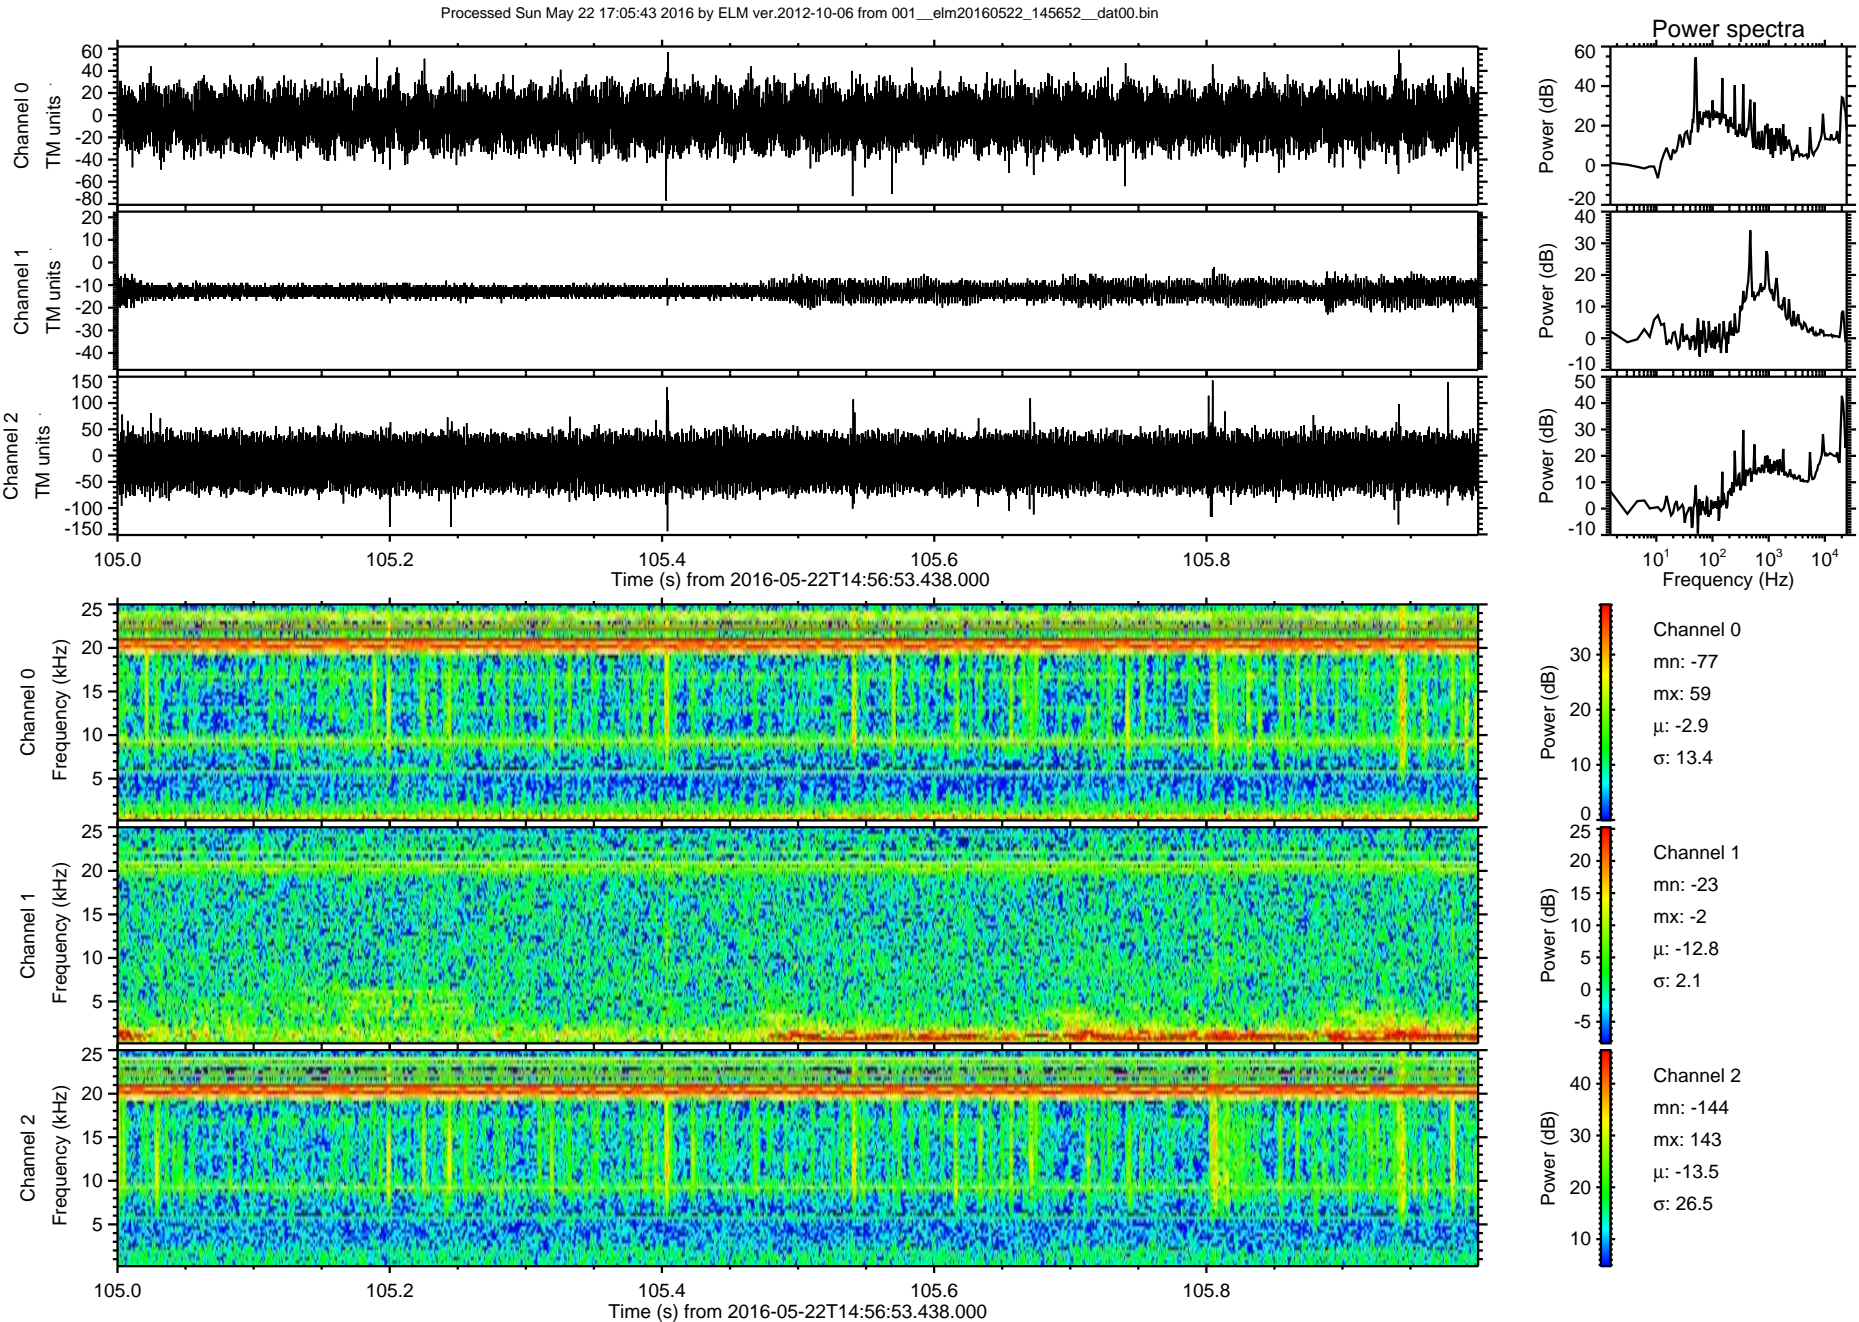 Processed Sun May 22 17:05:43 2016 by ELM ver.2012-10-06 from 001__elm20160522_145652__dat00.bin
Power spectra
Channel 0
TM units
60
40
20
0
-20
-40
-60
-80
Power (dB)
60
40
20
0
-20
Channel 1
TM units
20
10
0
-10
-20
-30
-40
Power (dB)
40
30
20
10
0
-10
Channel 2
TM units
150
100
50
0
-50
-100
-150
Power (dB)
50
40
30
20
10
0
-10
105.0 105.2 105.4 105.6 105.8
Time (s) from 2016-05-22T14:56:53.438.000
10^1 10^2 10^3 10^4
Frequency (Hz)
Channel 0
Frequency (kHz)
25
20
15
10
5
Power (dB)
30
20
10
0
Channel 0
mn: -77
mx: 59
μ: -2.9
σ: 13.4
Channel 1
Frequency (kHz)
25
20
15
10
5
Power (dB)
25
20
15
10
5
0
-5
Channel 1
mn: -23
mx: -2
μ: -12.8
σ: 2.1
Channel 2
Frequency (kHz)
25
20
15
10
5
Power (dB)
40
30
20
10
Channel 2
mn: -144
mx: 143
μ: -13.5
σ: 26.5
105.0 105.2 105.4 105.6 105.8
Time (s) from 2016-05-22T14:56:53.438.000